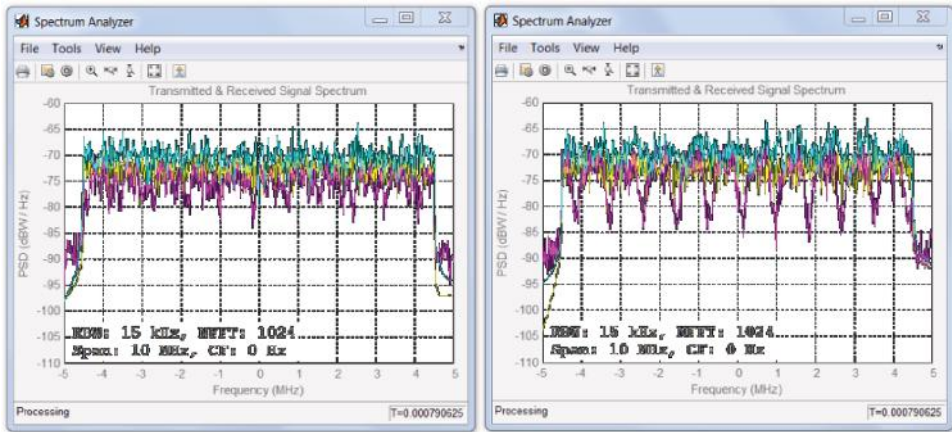 Spectrum Analyzer
File Tools View Help
Transmitted & Received Signal Spectrum
PSD (dBW / Hz)
-60
-65
-70
-75
-80
-85
-90
-95
-100
-105
-110
RBW: 15 kHz, NFFT: 1024
Span: 10 MHz, CF: 0 Hz
-5 -4 -3 -2 -1 0 1 2 3 4 5
Frequency (MHz)
Processing T=0.000790625
Spectrum Analyzer
File Tools View Help
Transmitted & Received Signal Spectrum
PSD (dBW / Hz)
-60
-65
-70
-75
-80
-85
-90
-95
-100
-105
-110
RBW: 15 kHz, NFFT: 1024
Span: 10 MHz, CF: 0 Hz
-5 -4 -3 -2 -1 0 1 2 3 4 5
Frequency (MHz)
Processing T=0.000790625